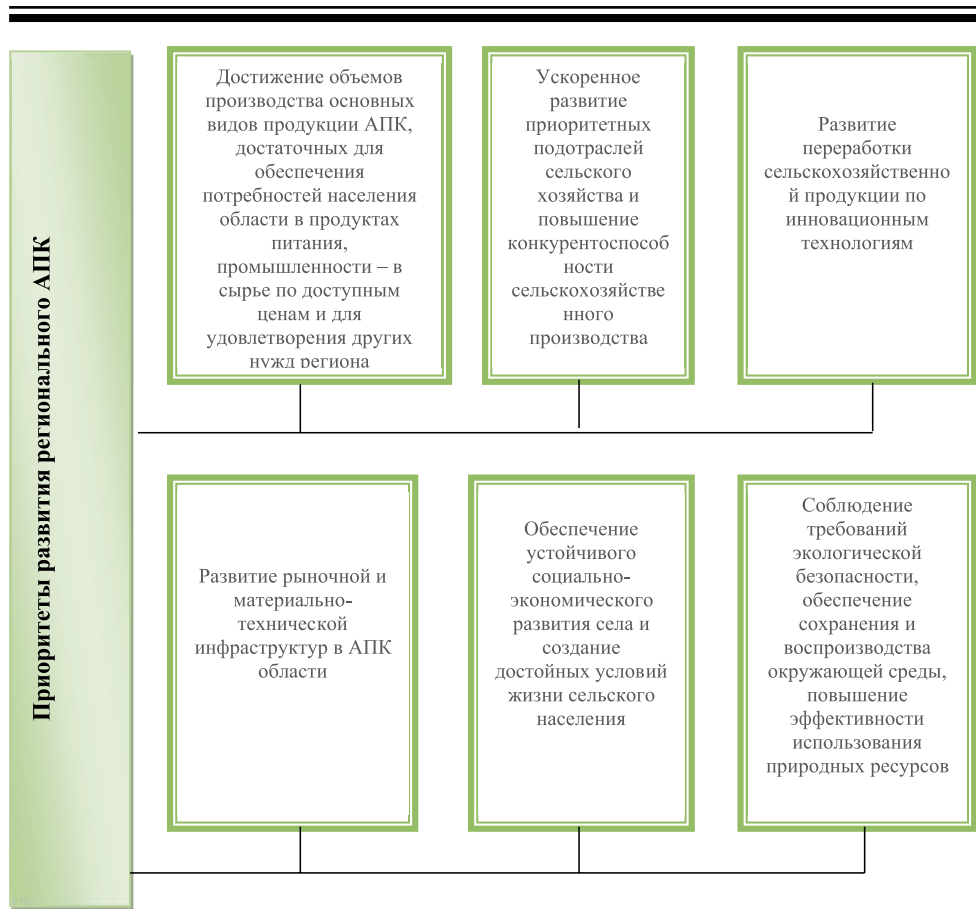 Приоритеты развития регионального АПК
Достижение объемов
производства основных
видов продукции АПК,
достаточных для
обеспечения
потребностей населения
области в продуктах
питания,
промышленности – в
сырье по доступным
ценам и для
удовлетворения других
нужд региона
Ускоренное
развитие
приоритетных
подотраслей
сельского
хозяйства и
повышение
конкурентоспособ
ности
сельскохозяйстве
нного
производства
Развитие
переработки
сельскохозяйственно
й продукции по
инновационным
технологиям
Развитие рыночной и
материально-
технической
инфраструктур в АПК
области
Обеспечение
устойчивого
социально-
экономического
развития села и
создание
достойных условий
жизни сельского
населения
Соблюдение
требований
экологической
безопасности,
обеспечение
сохранения и
воспроизводства
окружающей среды,
повышение
эффективности
использования
природных ресурсов